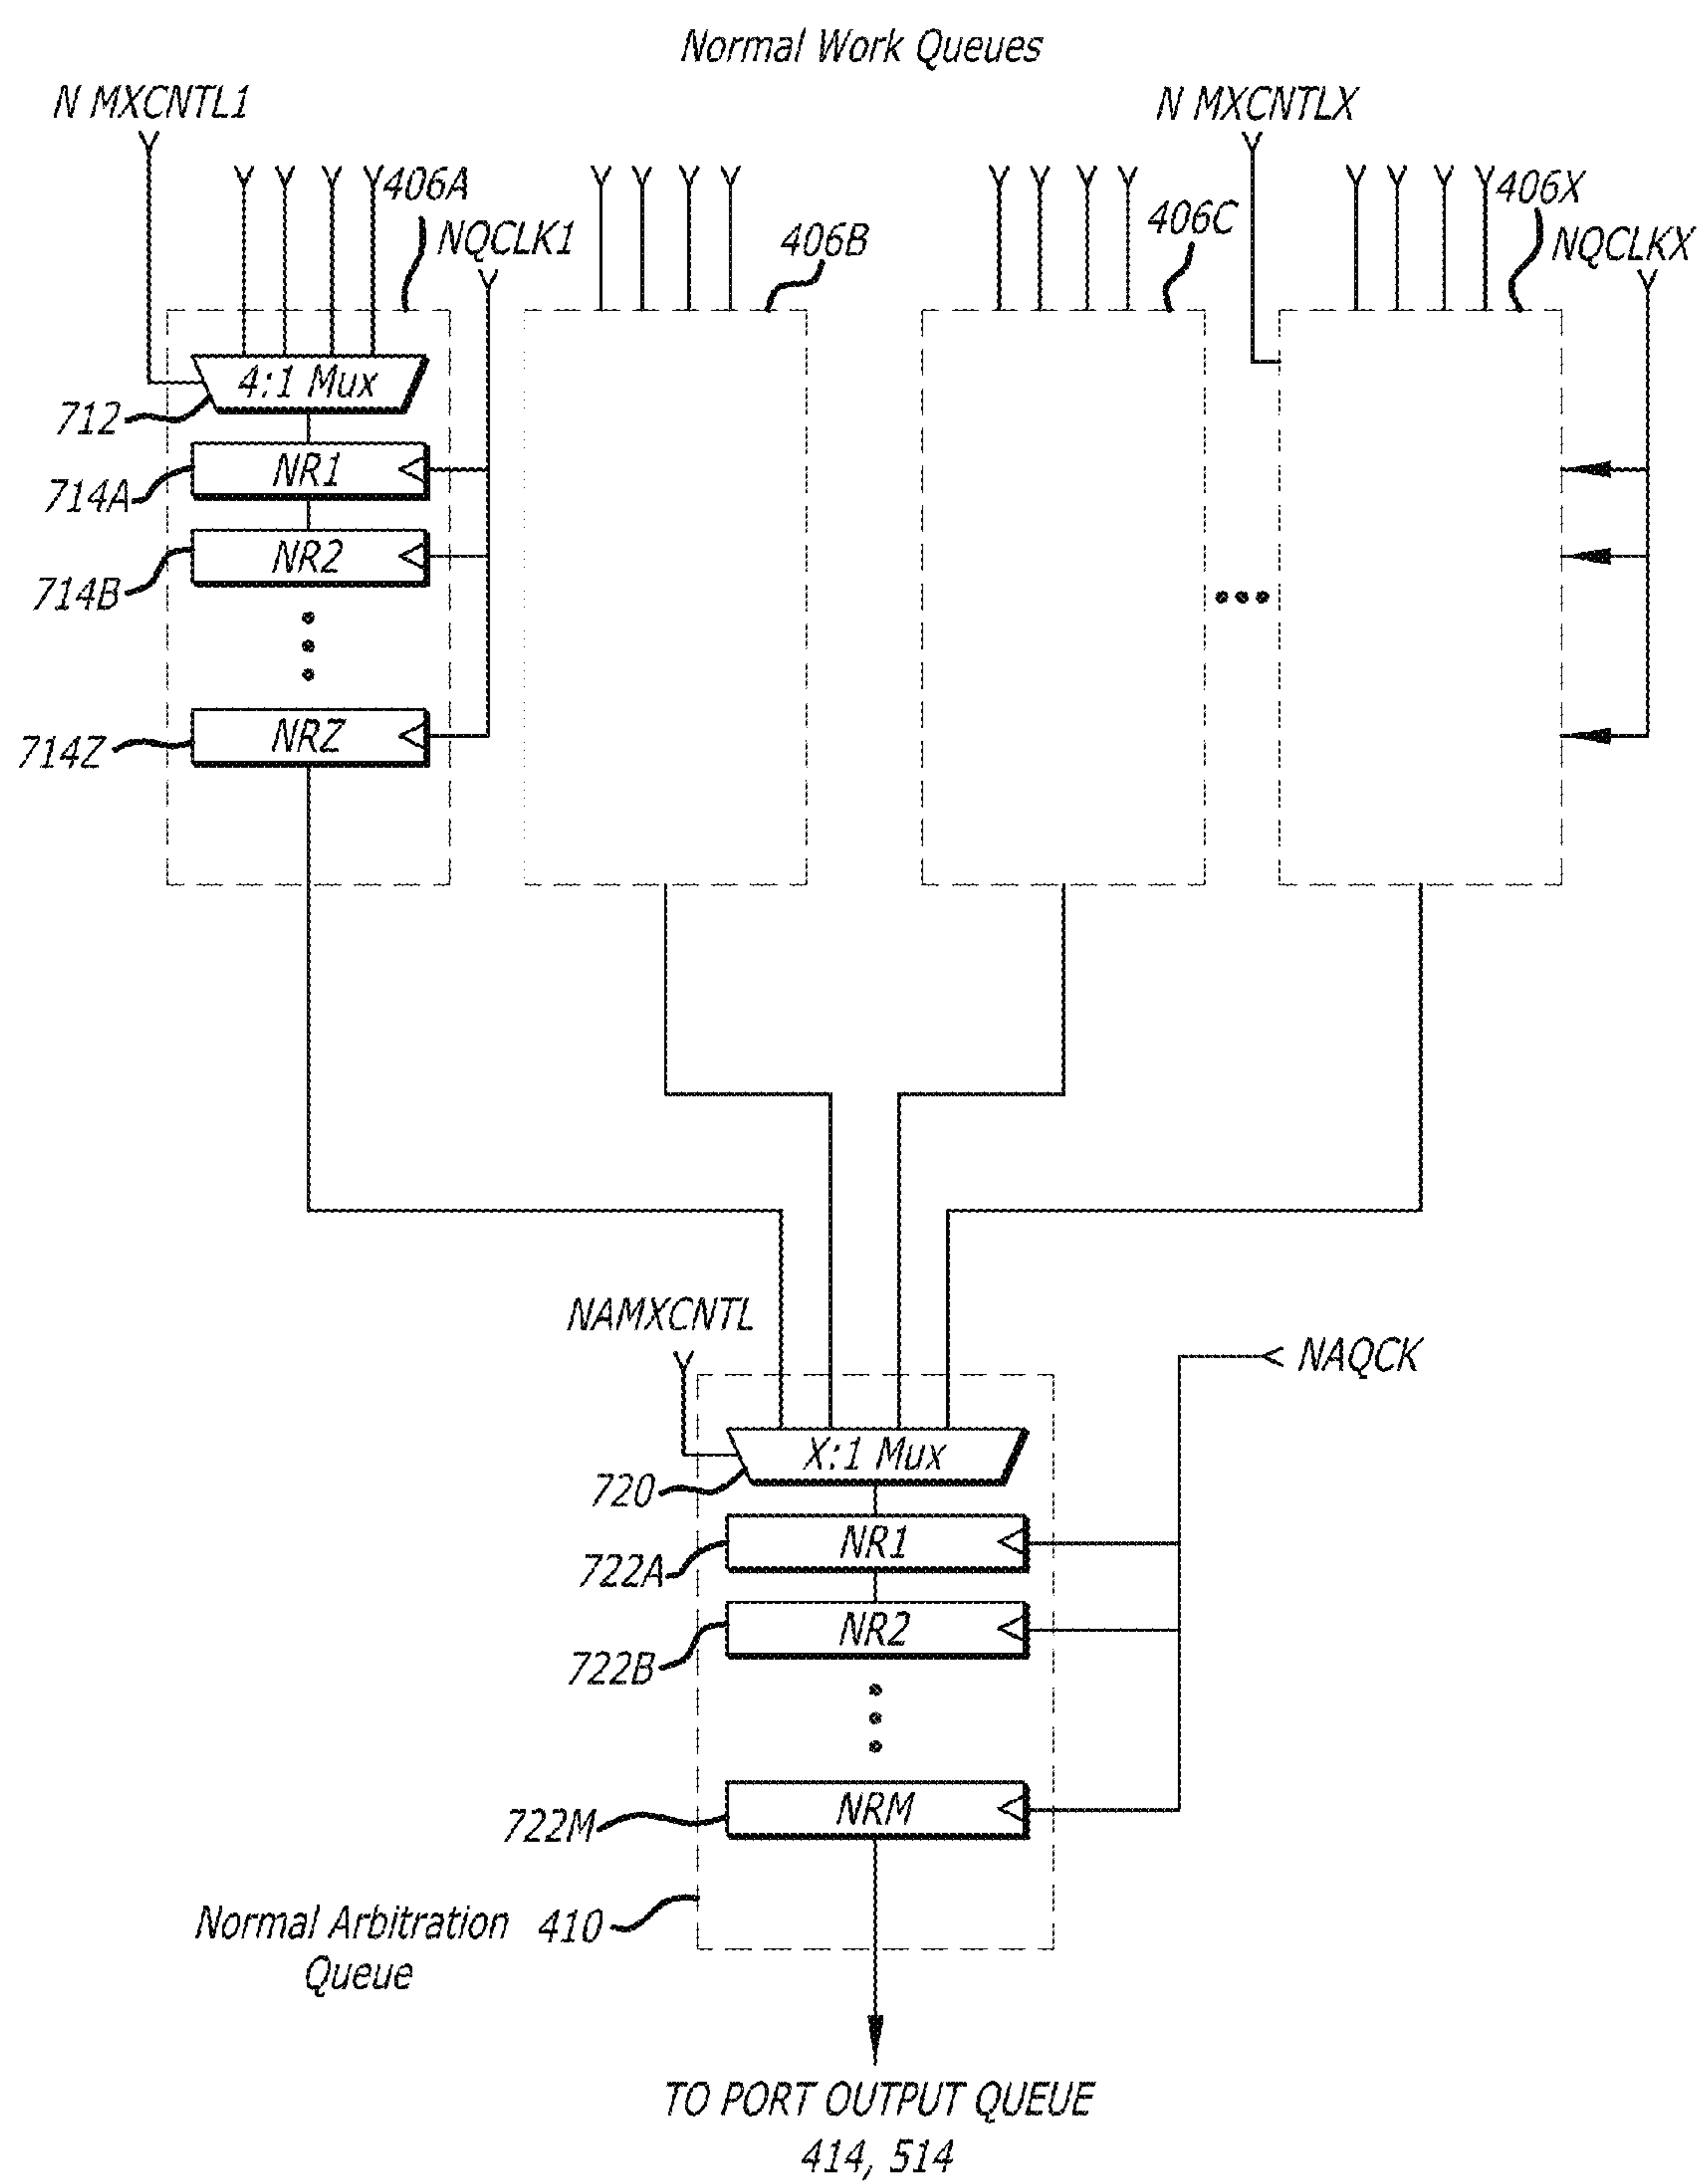 Normal Work Queues
N MXCNTL1
N MXCNTLX
406A
406B
406C
406X
NQCLK1
NQCLKX
4:1 Mux
712
NR1
714A
NR2
714B
NRZ
714Z
NAMXCNTL
NAQCK
X:1 Mux
720
NR1
722A
NR2
722B
NRM
722M
Normal Arbitration 410
Queue
TO PORT OUTPUT QUEUE
414, 514